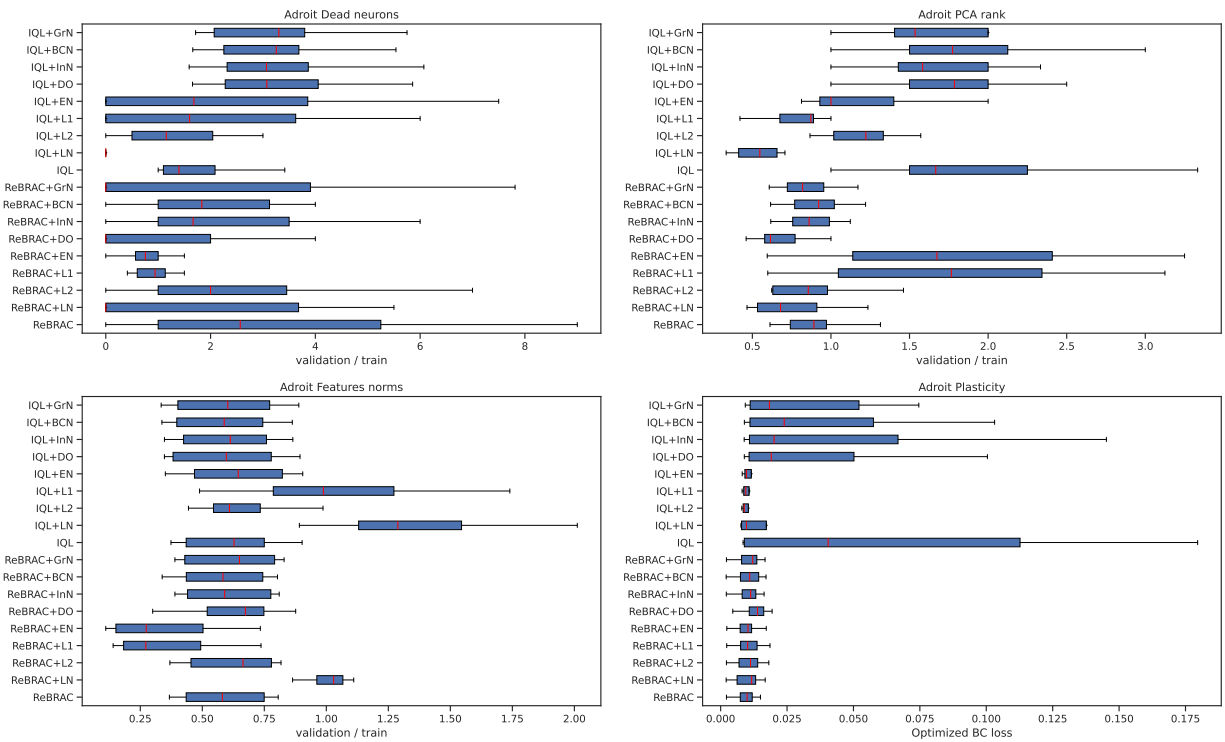 Adroit Dead neurons
IQL+GrN
IQL+BCN
IQL+InN
IQL+DO
IQL+EN
IQL+L1
IQL+L2
IQL+LN
IQL
ReBRAC+GrN
ReBRAC+BCN
ReBRAC+InN
ReBRAC+DO
ReBRAC+EN
ReBRAC+L1
ReBRAC+L2
ReBRAC+LN
ReBRAC
0 2 4 6 8
validation / train
Adroit PCA rank
IQL+GrN
IQL+BCN
IQL+InN
IQL+DO
IQL+EN
IQL+L1
IQL+L2
IQL+LN
IQL
ReBRAC+GrN
ReBRAC+BCN
ReBRAC+InN
ReBRAC+DO
ReBRAC+EN
ReBRAC+L1
ReBRAC+L2
ReBRAC+LN
ReBRAC
0.5 1.0 1.5 2.0 2.5 3.0
validation / train
Adroit Features norms
IQL+GrN
IQL+BCN
IQL+InN
IQL+DO
IQL+EN
IQL+L1
IQL+L2
IQL+LN
IQL
ReBRAC+GrN
ReBRAC+BCN
ReBRAC+InN
ReBRAC+DO
ReBRAC+EN
ReBRAC+L1
ReBRAC+L2
ReBRAC+LN
ReBRAC
0.25 0.50 0.75 1.00 1.25 1.50 1.75 2.00
validation / train
Adroit Plasticity
IQL+GrN
IQL+BCN
IQL+InN
IQL+DO
IQL+EN
IQL+L1
IQL+L2
IQL+LN
IQL
ReBRAC+GrN
ReBRAC+BCN
ReBRAC+InN
ReBRAC+DO
ReBRAC+EN
ReBRAC+L1
ReBRAC+L2
ReBRAC+LN
ReBRAC
0.000 0.025 0.050 0.075 0.100 0.125 0.150 0.175
Optimized BC loss